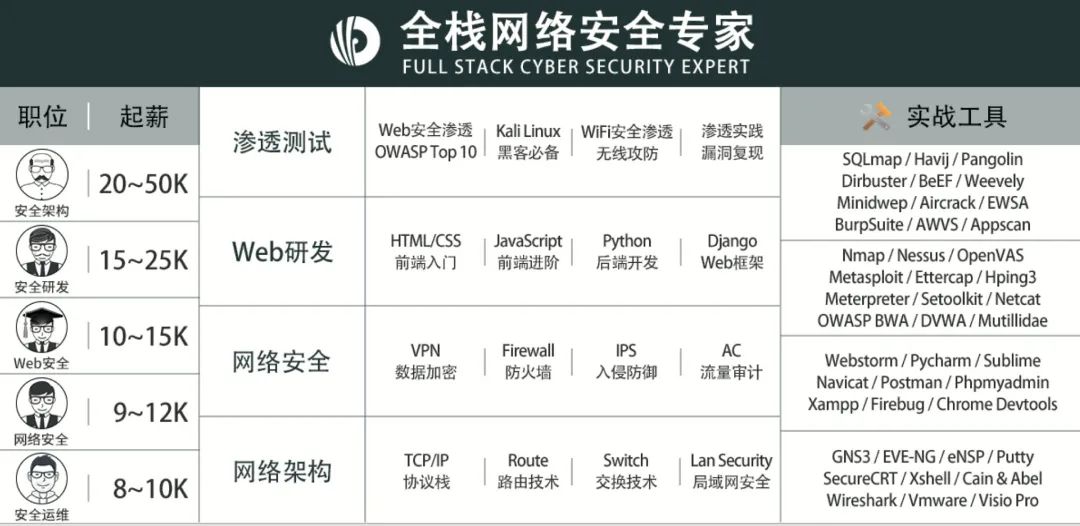 全栈网络安全专家
FULL STACK CYBER SECURITY EXPERT
职位 起薪
安全架构
20~50K
安全研发
15~25K
Web安全
10~15K
网络安全
9~12K
安全运维
8~10K
渗透测试
Web安全渗透
OWASP Top 10
Kali Linux
黑客必备
WiFi安全渗透
无线攻防
渗透实践
漏洞复现
Web研发
HTML/CSS
前端入门
JavaScript
前端进阶
Python
后端开发
Django
Web框架
网络安全
VPN
数据加密
Firewall
防火墙
IPS
入侵防御
AC
流量审计
网络架构
TCP/IP
协议栈
Route
路由技术
Switch
交换技术
Lan Security
局域网安全
实战工具
SQLmap / Havij / Pangolin
Dirbuster / BeEF / Weevely
Minidwep / Aircrack / EWSA
BurpSuite / AWVS / Appscan
Nmap / Nessus / OpenVAS
Metasploit / Ettercap / Hping3
Meterpreter / Setoolkit / Netcat
OWASP BWA / DVWA / Mutillidae
Webstorm / Pycharm / Sublime
Navicat / Postman / Phpmyadmin
Xampp / Firebug / Chrome Devtools
GNS3 / EVE-NG / eNSP / Putty
SecureCRT / Xshell / Cain & Abel
Wireshark / Vmware / Visio Pro